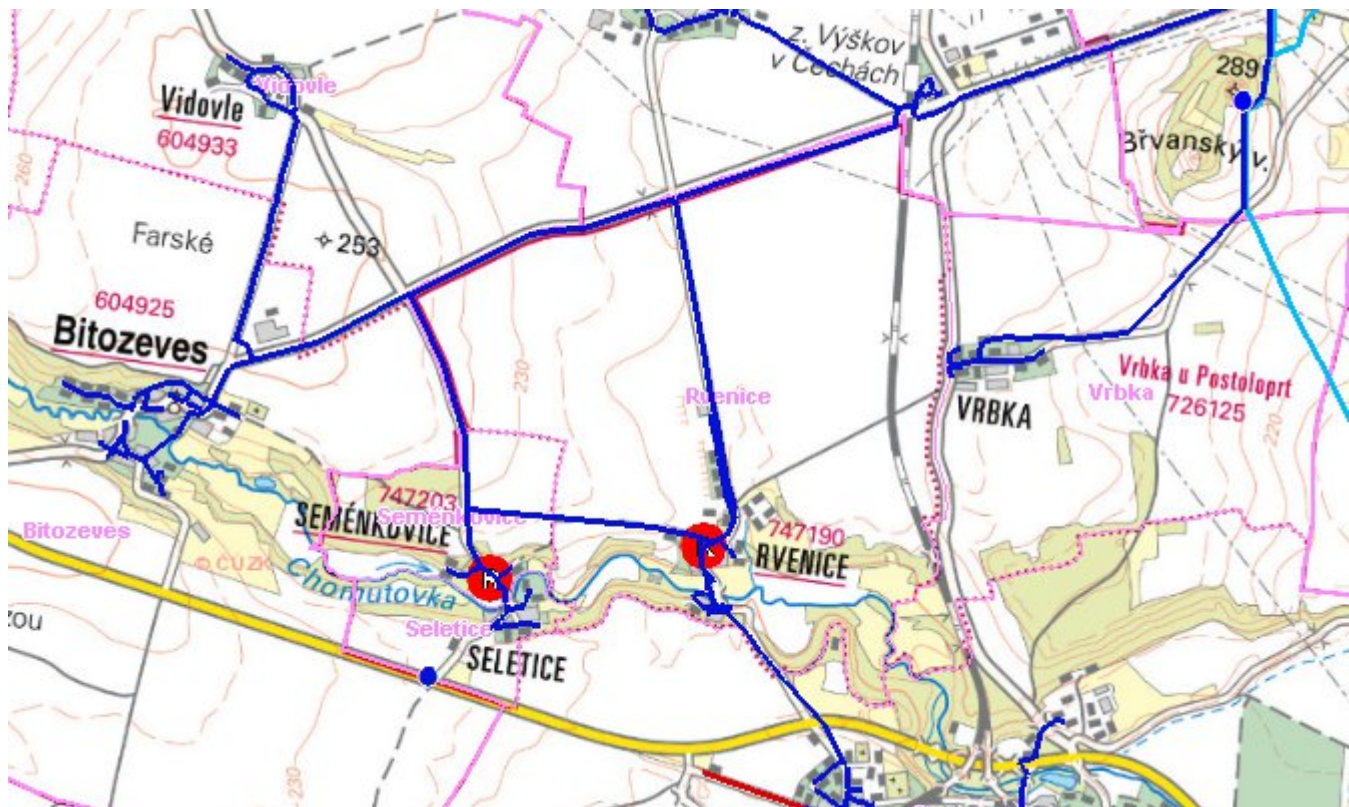 z. Výškov
v Čechách
289
Vidovle
Vidovle
604933
260
Břvanský v.
Farské
253
604925
Bitozeves
230
Rvenice
Vrbka u Postoloprt
Vrbka
726125
VRBKA
220
747203
Seménkovice
SEMÉNKOVICE
747190
RVENICE
Bitozeves
© ČÚZK
Chomutovka
Seletice
zou
SELETICE
230